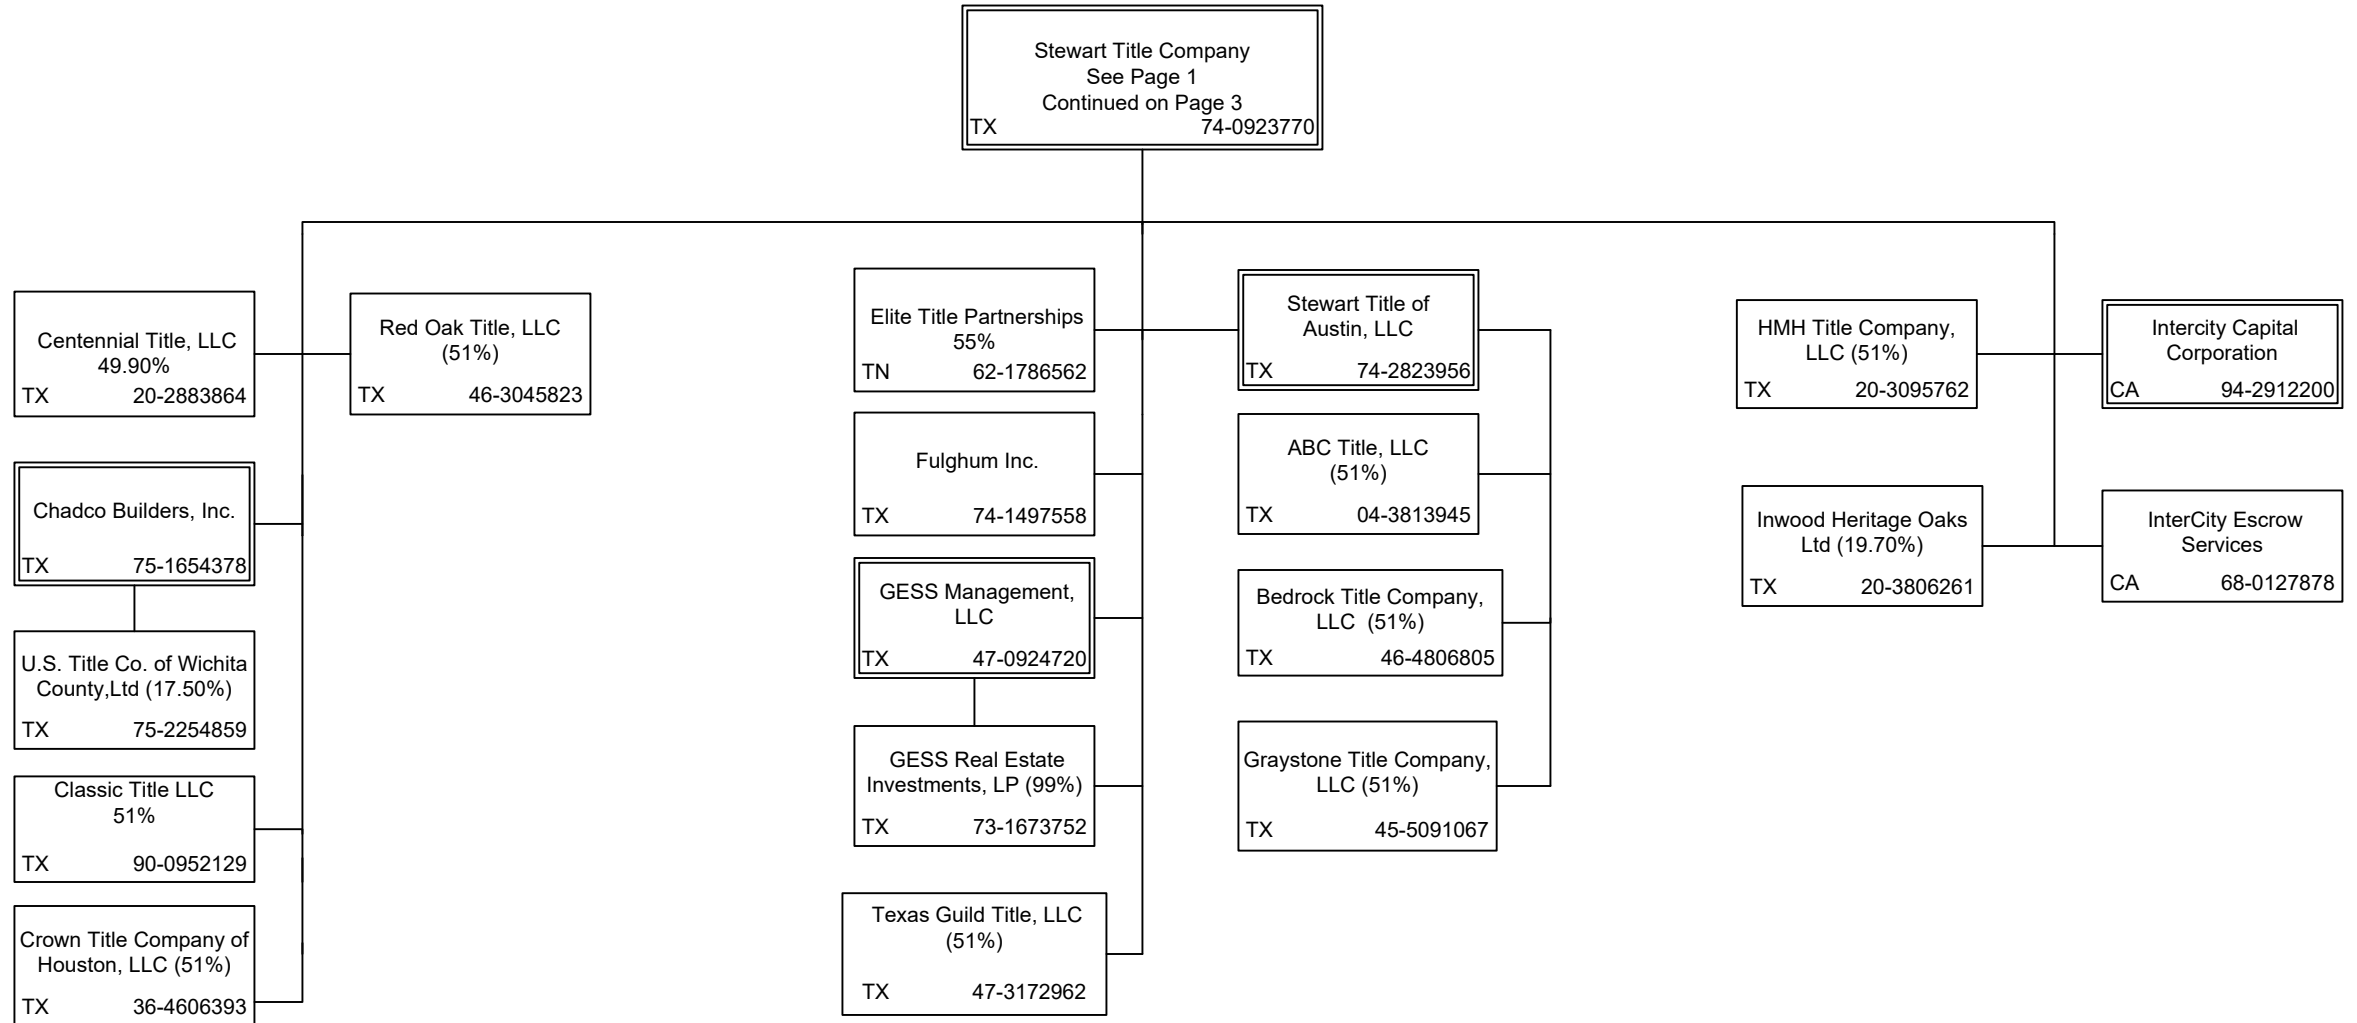 Stewart Title Company
See Page 1
Continued on Page 3
TX 74-0923770
Centennial Title, LLC
49.90%
TX 20-2883864
Red Oak Title, LLC
(51%)
TX 46-3045823
Chadco Builders, Inc.
TX 75-1654378
U.S. Title Co. of Wichita
County,Ltd (17.50%)
TX 75-2254859
Classic Title LLC
51%
TX 90-0952129
Crown Title Company of
Houston, LLC (51%)
TX 36-4606393
Elite Title Partnerships
55%
TN 62-1786562
Fulghum Inc.
TX 74-1497558
GESS Management,
LLC
TX 47-0924720
GESS Real Estate
Investments, LP (99%)
TX 73-1673752
Texas Guild Title, LLC
(51%)
TX 47-3172962
Stewart Title of
Austin, LLC
TX 74-2823956
ABC Title, LLC
(51%)
TX 04-3813945
Bedrock Title Company,
LLC (51%)
TX 46-4806805
Graystone Title Company,
LLC (51%)
TX 45-5091067
HMH Title Company,
LLC (51%)
TX 20-3095762
Intercity Capital
Corporation
CA 94-2912200
Inwood Heritage Oaks
Ltd (19.70%)
TX 20-3806261
InterCity Escrow
Services
CA 68-0127878